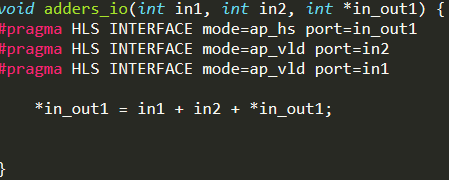 void adders_io(int in1, int in2, int *in_out1) {
#pragma HLS INTERFACE mode=ap_hs port=in_out1
#pragma HLS INTERFACE mode=ap_vld port=in2
#pragma HLS INTERFACE mode=ap_vld port=in1
*in_out1 = in1 + in2 + *in_out1;
}